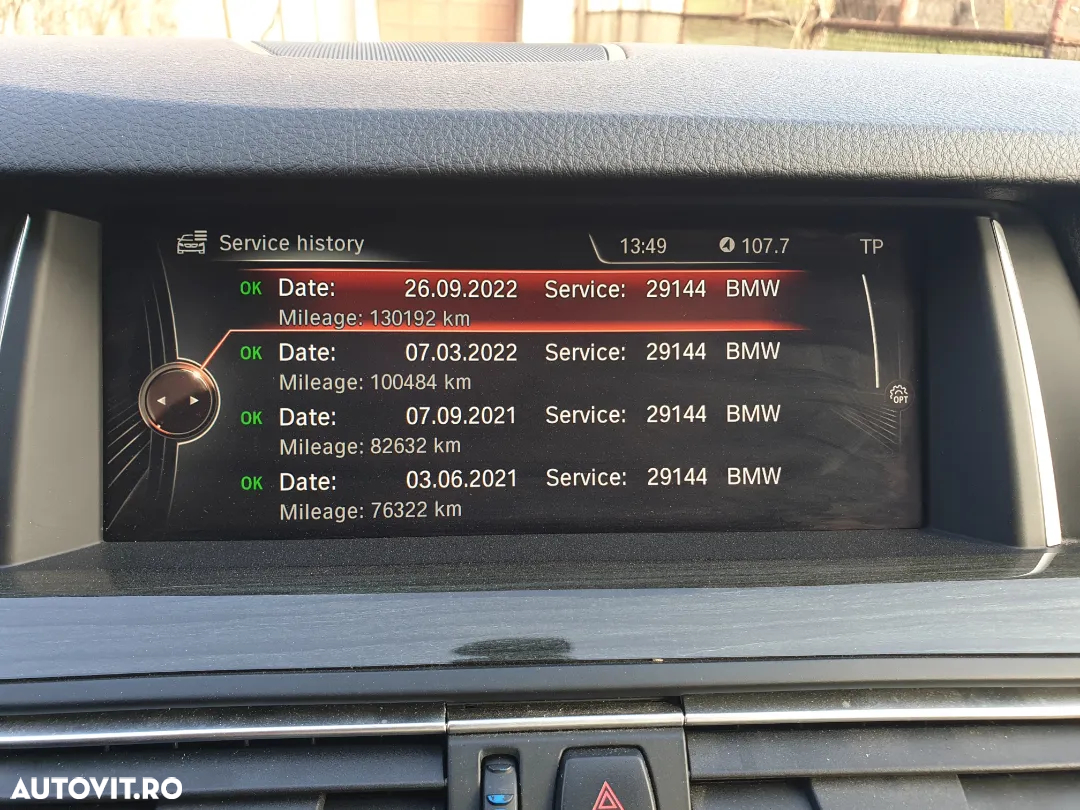 Service history 13:49 107.7 TP
OK Date: 26.09.2022 Service: 29144 BMW
Mileage: 130192 km
OK Date: 07.03.2022 Service: 29144 BMW
Mileage: 100484 km
OPT
OK Date: 07.09.2021 Service: 29144 BMW
Mileage: 82632 km
OK Date: 03.06.2021 Service: 29144 BMW
Mileage: 76322 km
AUTOVIT.RO